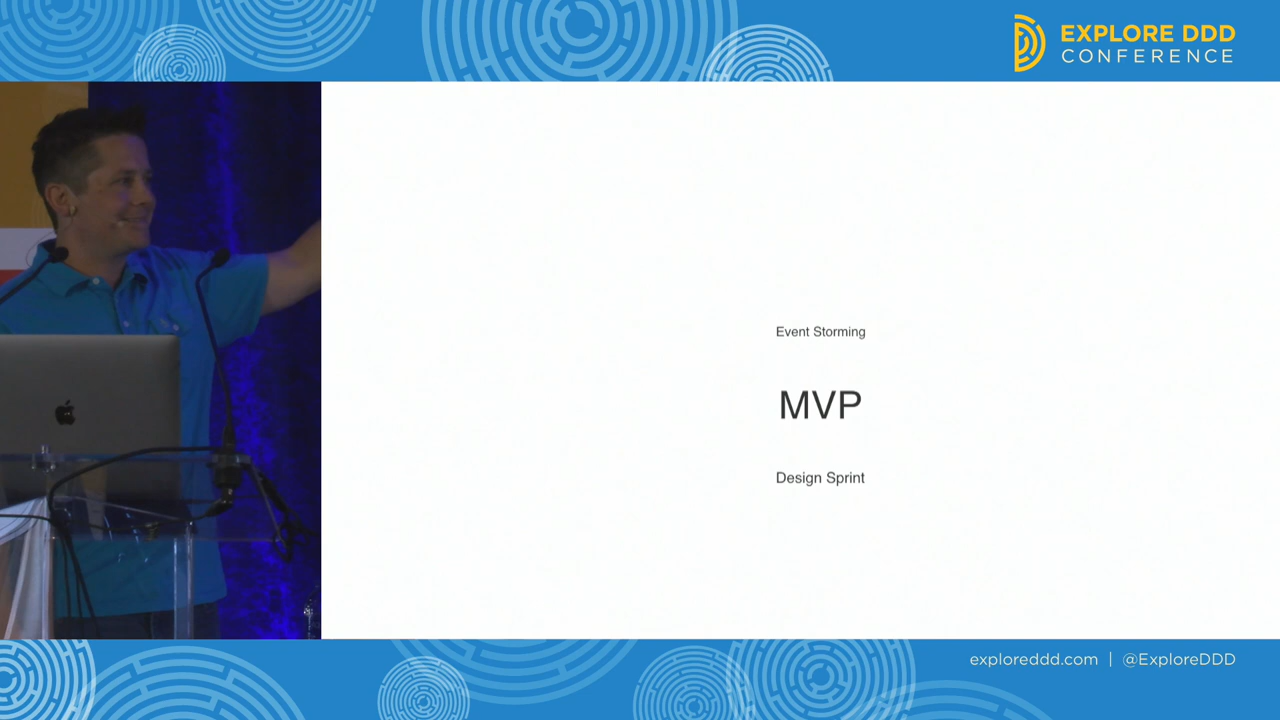 EXPLORE DDD
CONFERENCE
Event Storming
MVP
Design Sprint
exploreddd.com | @ExploreDDD